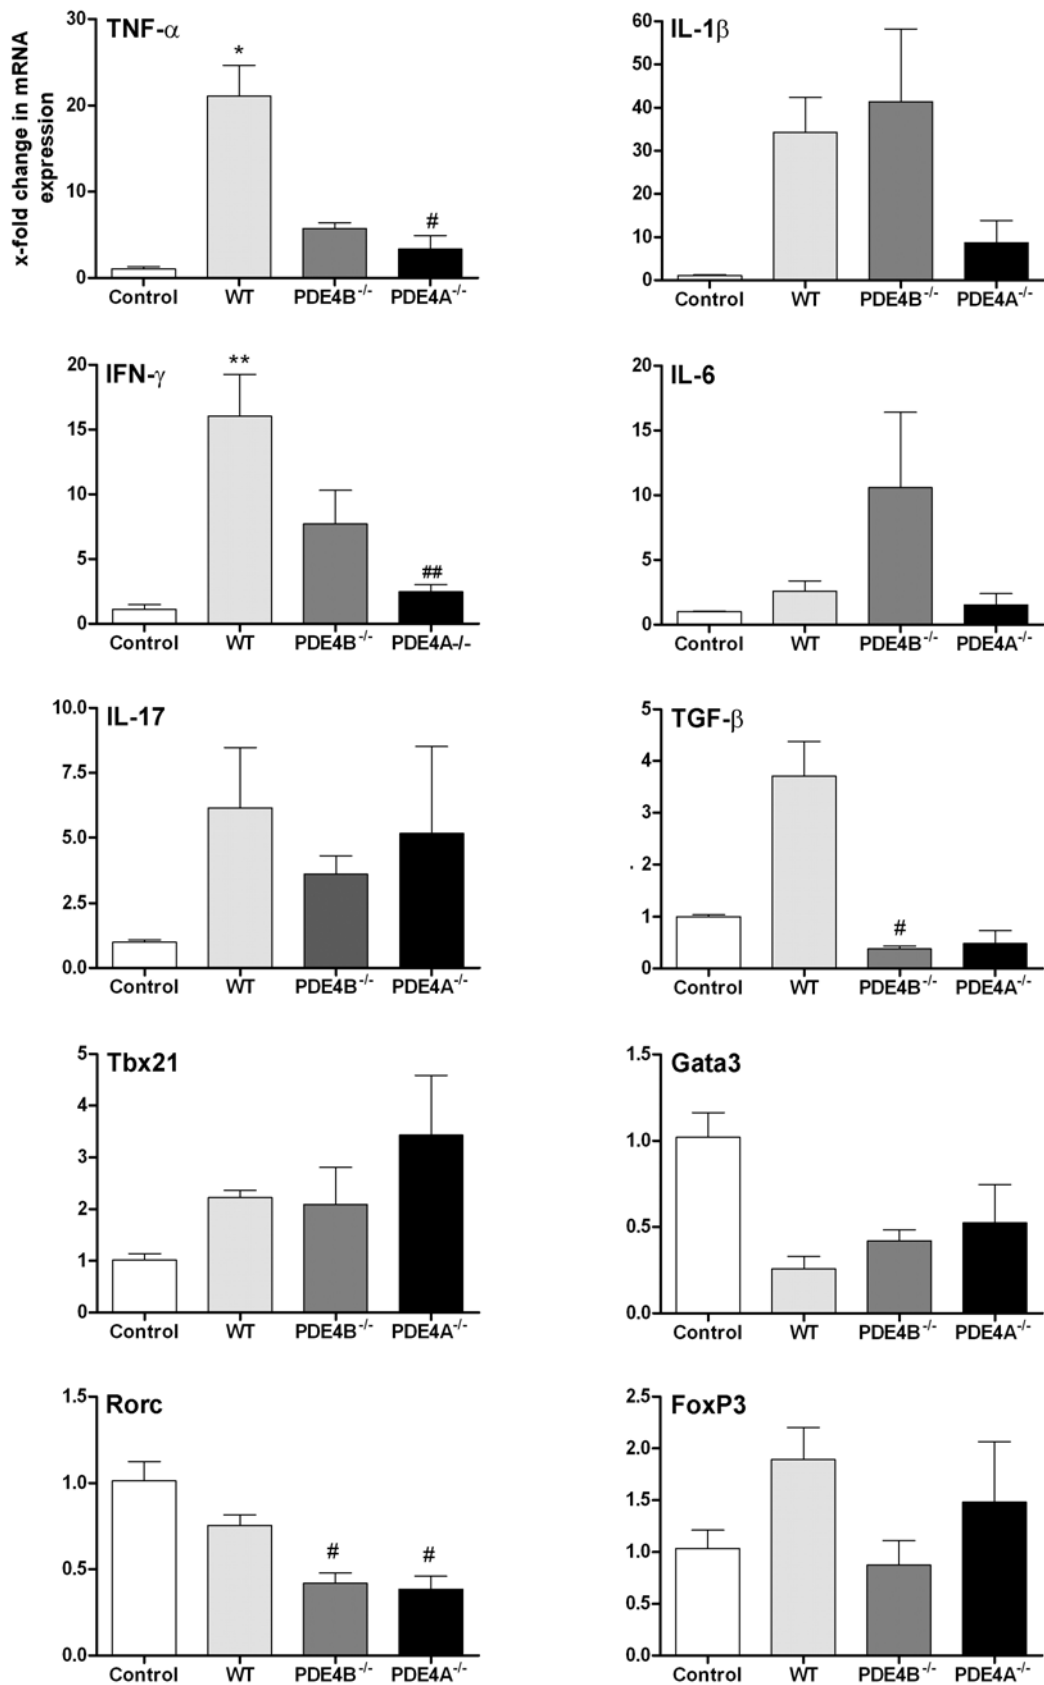 x-fold change in mRNA
expression
TNF-α
30
20
10
0
*
#
Control WT PDE4B-/- PDE4A-/-
IL-1β
60
50
40
30
20
10
0
Control WT PDE4B-/- PDE4A-/-
IFN-γ
20
15
10
5
0
**
##
Control WT PDE4B-/- PDE4A-/-
IL-6
20
15
10
5
0
Control WT PDE4B-/- PDE4A-/-
IL-17
10.0
7.5
5.0
2.5
0.0
Control WT PDE4B-/- PDE4A-/-
TGF-β
5
4
3
2
1
0
#
Control WT PDE4B-/- PDE4A-/-
Tbx21
5
4
3
2
1
0
Control WT PDE4B-/- PDE4A-/-
Gata3
1.5
1.0
0.5
0.0
Control WT PDE4B-/- PDE4A-/-
Rorc
1.5
1.0
0.5
0.0
# #
Control WT PDE4B-/- PDE4A-/-
FoxP3
2.5
2.0
1.5
1.0
0.5
0.0
Control WT PDE4B-/- PDE4A-/-